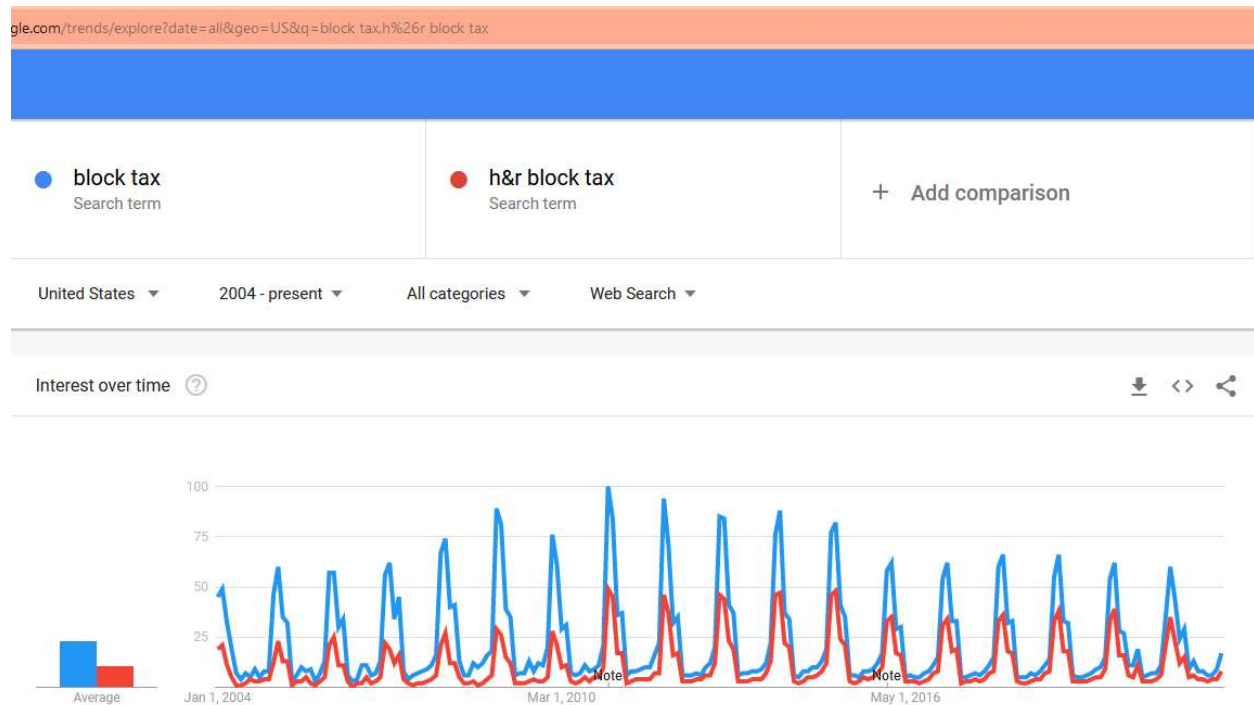 gle.com/trends/explore?date=all&geo=US&q=block tax,h%26r block tax
block tax
Search term
h&r block tax
Search term
+ Add comparison
United States
2004 - present
All categories
Web Search
Interest over time ?
100
75
50
25
Note
Note
Average
Jan 1, 2004
Mar 1, 2010
May 1, 2016